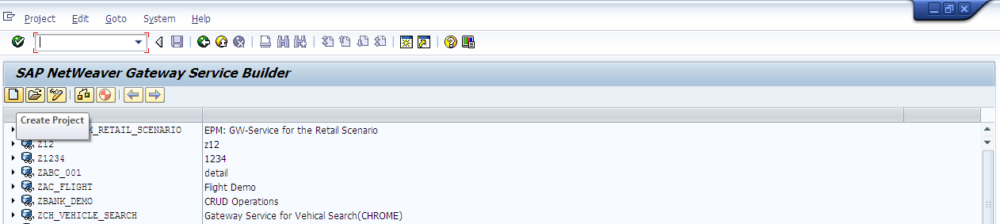 Project Edit Goto System Help
SAP NetWeaver Gateway Service Builder
Create Project
_RETAIL_SCENARIO EPM: GW-Service for the Retail Scenario
Z12 z12
Z1234 1234
ZABC_001 detail
ZAC_FLIGHT Flight Demo
ZBANK_DEMO CRUD Operations
ZCH_VEHICLE_SEARCH Gateway Service for Vehical Search(CHROME)